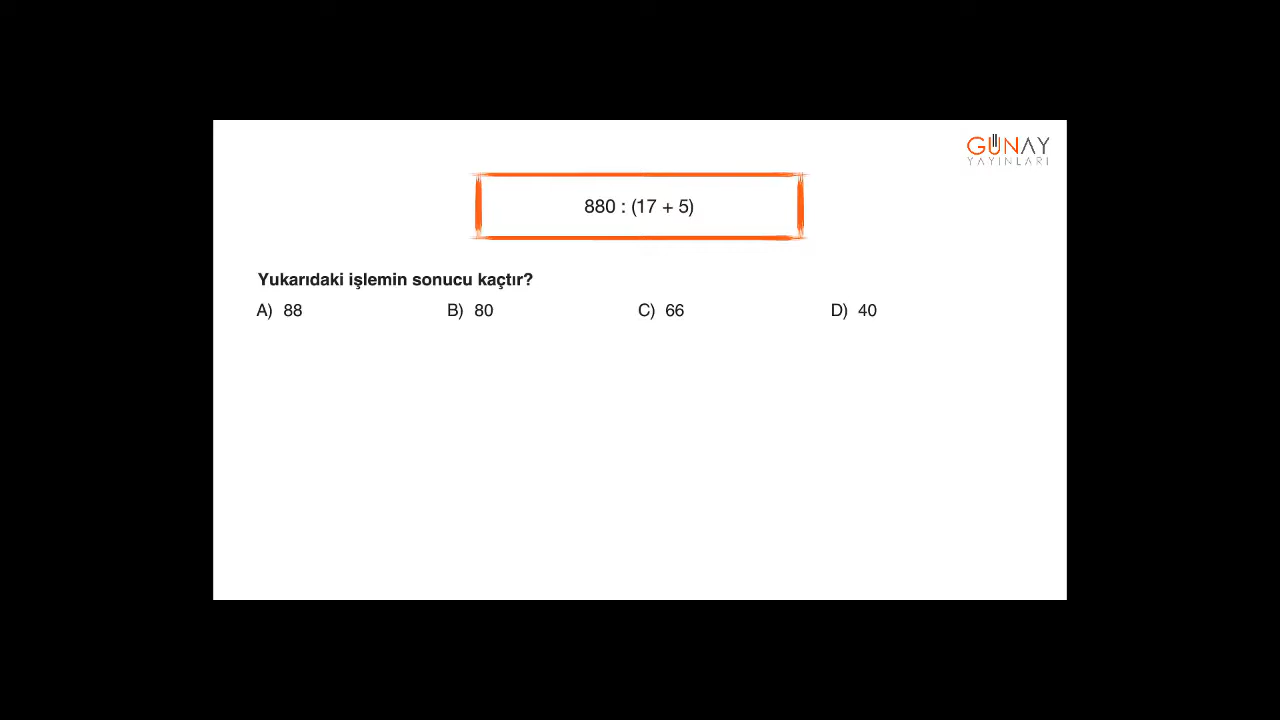 GÜNAY
YAYINLARI
880 : (17 + 5)
Yukarıdaki işlemin sonucu kaçtır?
A) 88 B) 80 C) 66 D) 40